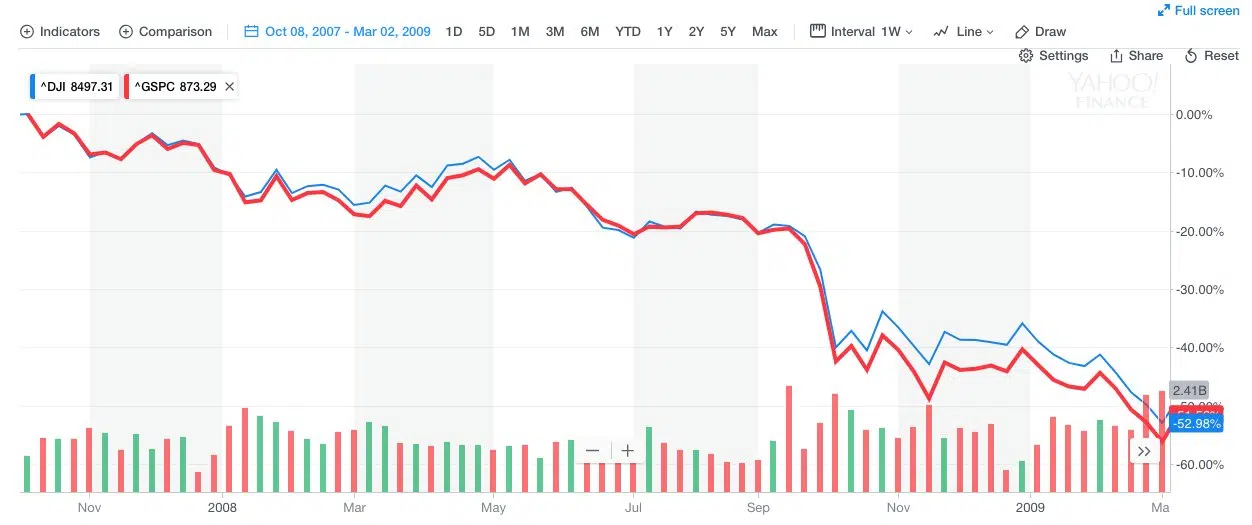 Full screen
Indicators Comparison Oct 08, 2007 - Mar 02, 2009 1D 5D 1M 3M 6M YTD 1Y 2Y 5Y Max Interval 1W Line Draw
Settings Share Reset
^DJI 8497.31 ^GSPC 873.29
YAHOO!
FINANCE
0.00%
-10.00%
-20.00%
-30.00%
-40.00%
2.41B
-52.98%
-60.00%
Nov 2008 Mar May Jul Sep Nov 2009 Ma